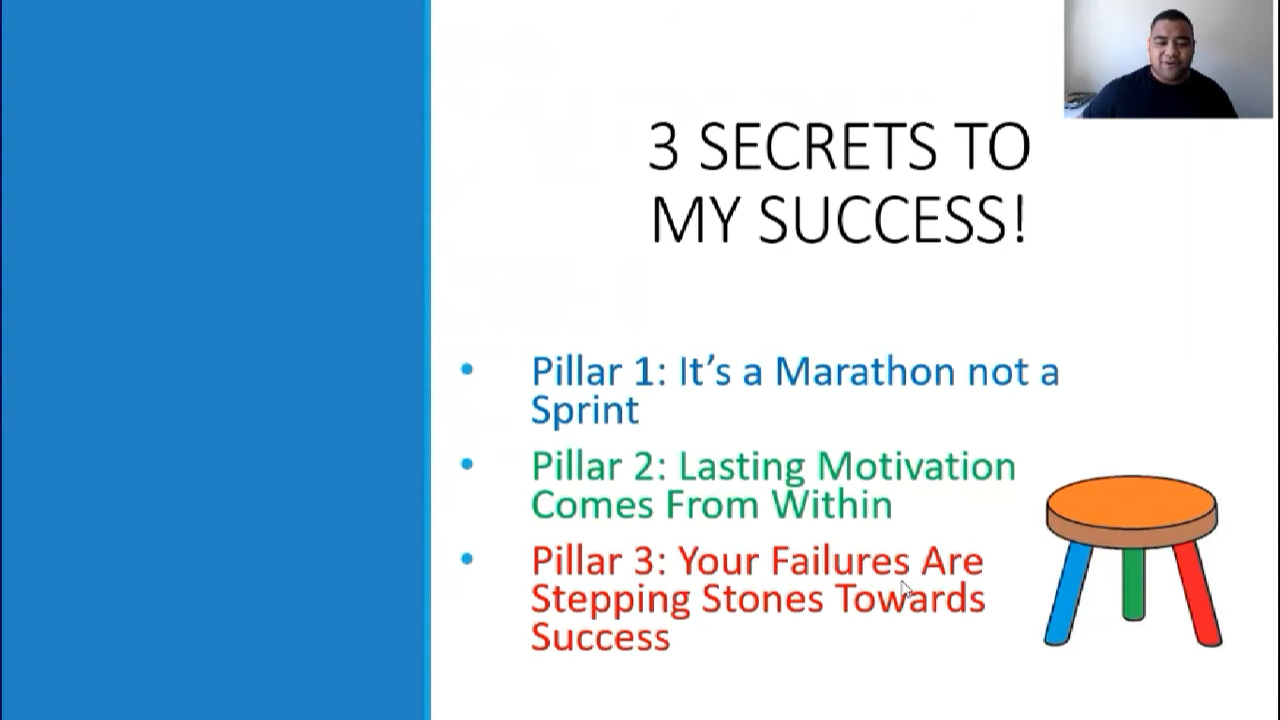 3 SECRETS TO
MY SUCCESS!
• Pillar 1: It’s a Marathon not a
Sprint
• Pillar 2: Lasting Motivation
Comes From Within
• Pillar 3: Your Failures Are
Stepping Stones Towards
Success